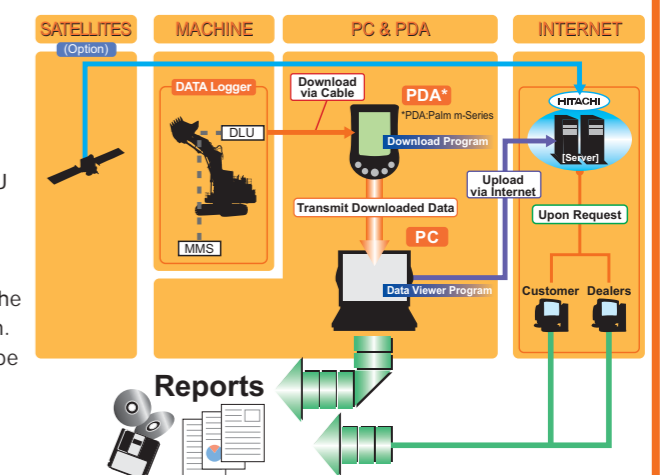 SATELLITES
(Option)
MACHINE
PC & PDA
INTERNET
DATA Logger
DLU
MMS
Download
via Cable
PDA*
*PDA:Palm m-Series
Download Program
Transmit Downloaded Data
PC
Data Viewer Program
Upload
via Internet
HITACHI
[Server]
Upon Request
Customer
Dealers
Reports
U
he
n.
be